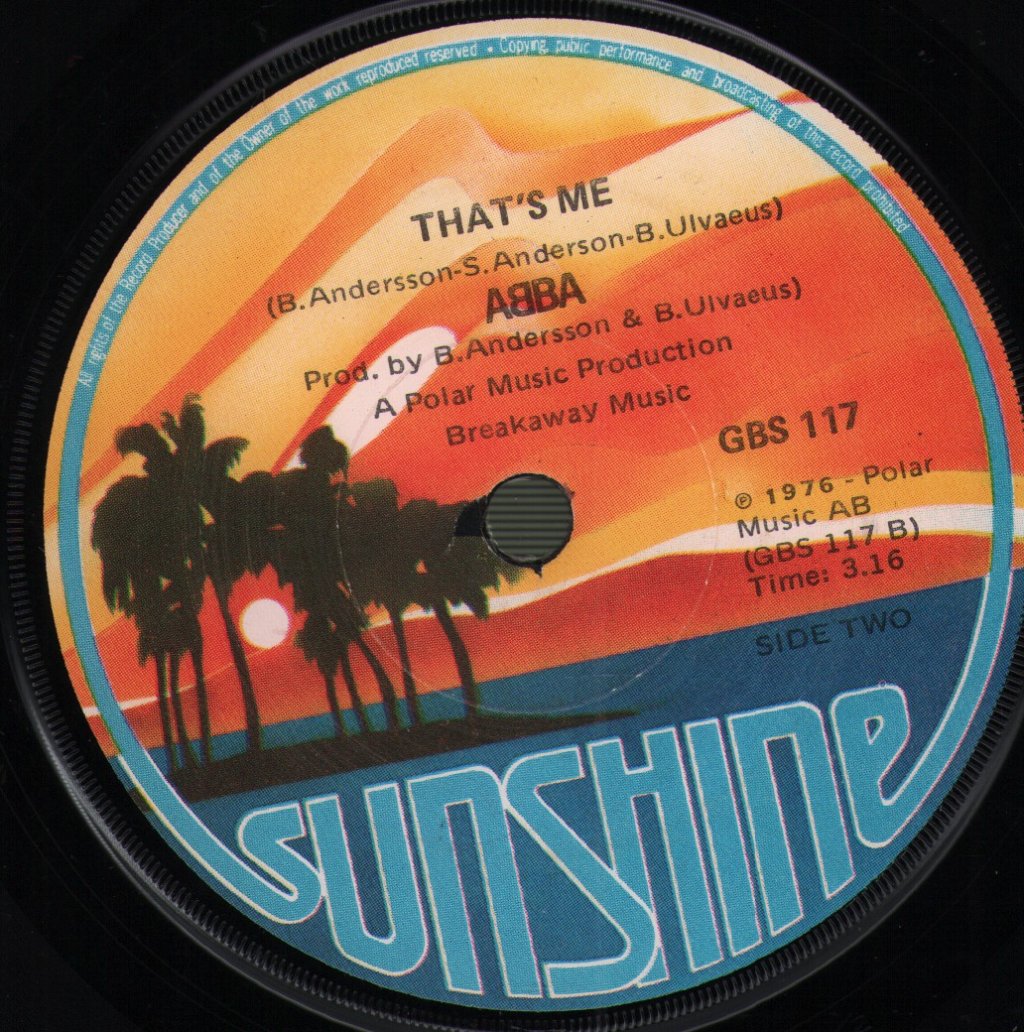 All rights of the Record Producer and of the Owner of the work reproduced reserved • Copying, public performance and broadcasting of this record prohibited
THAT'S ME
(B.Andersson-S.Anderson-B.Ulvaeus)
ABBA
Prod. by B.Andersson & B.Ulvaeus)
A Polar Music Production
Breakaway Music
GBS 117
℗ 1976 - Polar
Music AB
(GBS 117 B)
Time: 3.16
SIDE TWO
SUNSHINE